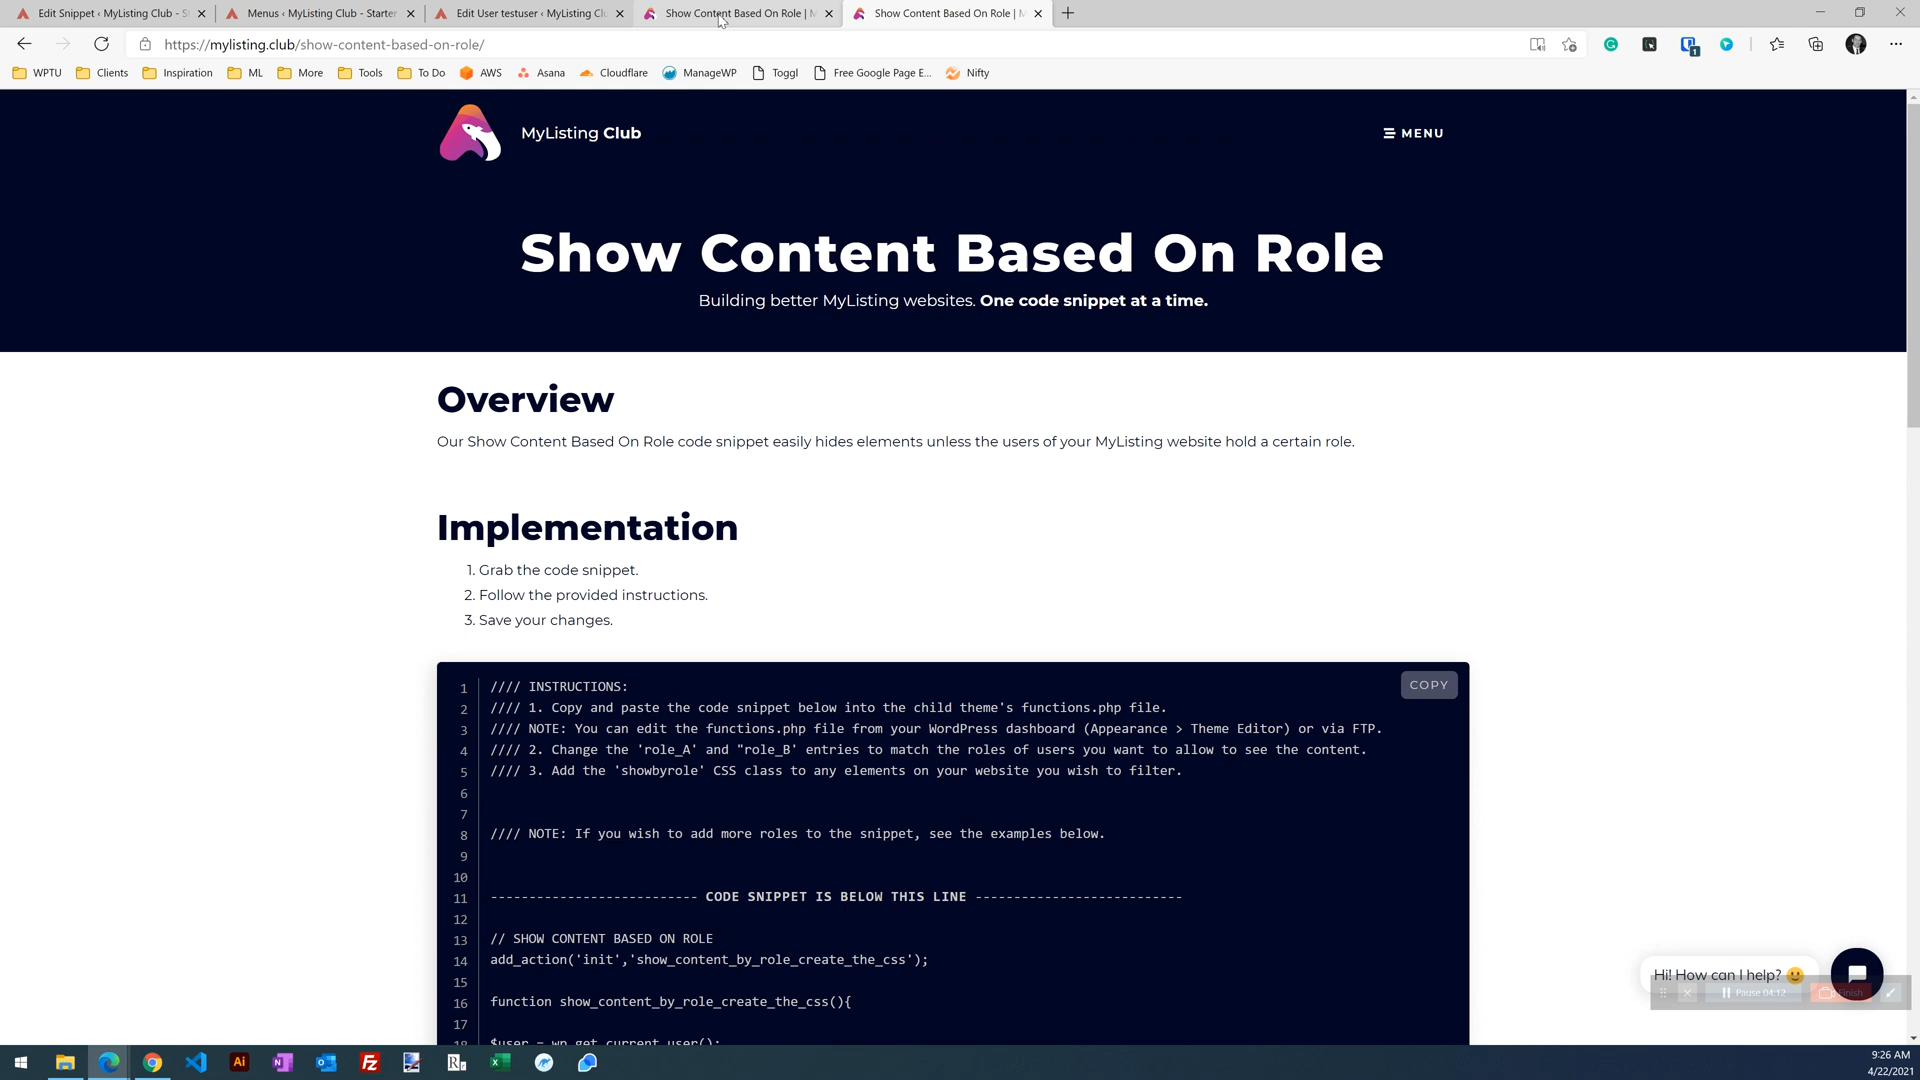 Edit Snippet ‹ MyListing Club - S
Menus ‹ MyListing Club - Starter
Edit User testuser ‹ MyListing Clu
Show Content Based On Role | M
Show Content Based On Role | M
https://mylisting.club/show-content-based-on-role/
1
WPTU
Clients
Inspiration
ML
More
Tools
To Do
AWS
Asana
Cloudflare
ManageWP
Toggl
Free Google Page E...
Nifty
MyListing Club
MENU
Show Content Based On Role
Building better MyListing websites. One code snippet at a time.
Overview
Our Show Content Based On Role code snippet easily hides elements unless the users of your MyListing website hold a certain role.
Implementation
1. Grab the code snippet.
2. Follow the provided instructions.
3. Save your changes.
COPY
1 //// INSTRUCTIONS:
2 //// 1. Copy and paste the code snippet below into the child theme's functions.php file.
3 //// NOTE: You can edit the functions.php file from your WordPress dashboard (Appearance > Theme Editor) or via FTP.
4 //// 2. Change the 'role_A' and "role_B' entries to match the roles of users you want to allow to see the content.
5 //// 3. Add the 'showbyrole' CSS class to any elements on your website you wish to filter.
6
7
8 //// NOTE: If you wish to add more roles to the snippet, see the examples below.
9
10
11 --------------------------- CODE SNIPPET IS BELOW THIS LINE ---------------------------
12
13 // SHOW CONTENT BASED ON ROLE
14 add_action('init','show_content_by_role_create_the_css');
15
16 function show_content_by_role_create_the_css(){
17
18 $user = wp_get_current_user();
Hi! How can I help? 🙂
Pause 04:12
Finish
9:26 AM
4/22/2021